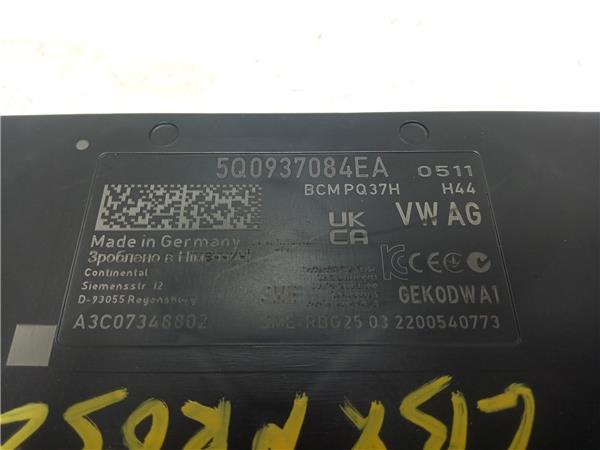 5Q0937084EA 0511
BCM PQ37H H44
UK
CA
VW AG
Made in Germany
Зроблено в
Continental
Siemensstr 12
D-93055 Regensburg
GEKODWA1
A3C07348802 SME-RBG25 03 2200540773